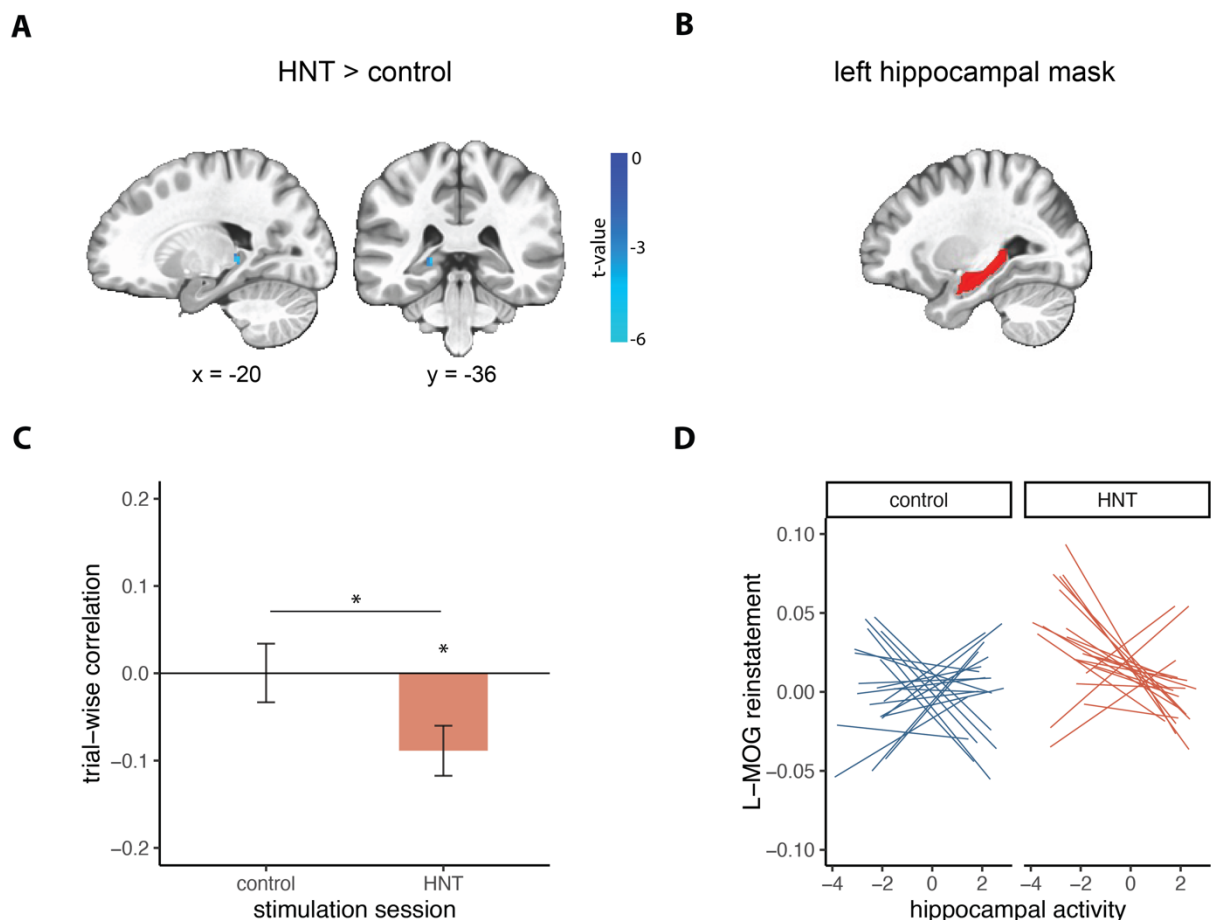 A
HNT > control
0
-3
-6
t-value
x = -20
y = -36
B
left hippocampal mask
C
trial-wise correlation
0.2
0.1
0.0
−0.1
−0.2
*
*
control
HNT
stimulation session
D
control
HNT
L−MOG reinstatement
0.10
0.05
0.00
−0.05
−0.10
−4 −2 0 2 −4 −2 0 2
hippocampal activity